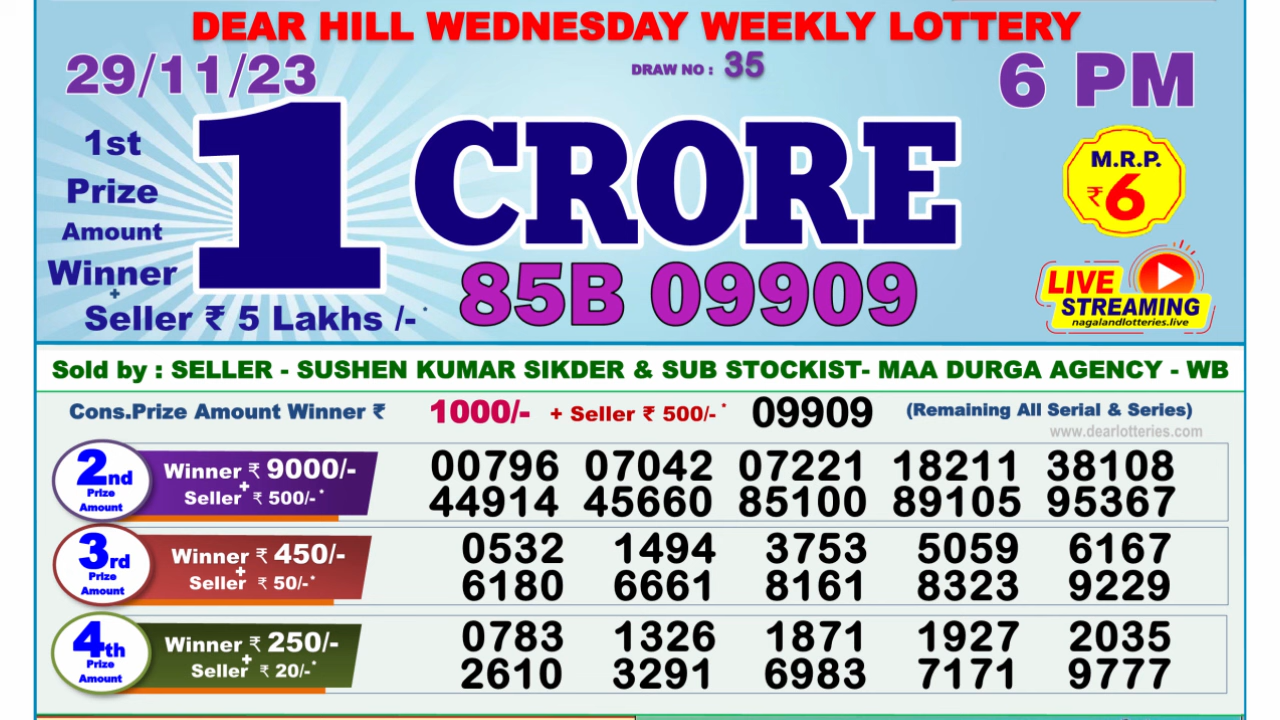 DEAR HILL WEDNESDAY WEEKLY LOTTERY
29/11/23
DRAW NO : 35
6 PM
1st
Prize
Amount
Winner
+
Seller ₹ 5 Lakhs /-*
1 CRORE
85B 09909
M.R.P.
₹6
LIVE
STREAMING
nagalandlotteries.live
Sold by : SELLER - SUSHEN KUMAR SIKDER & SUB STOCKIST- MAA DURGA AGENCY - WB
Cons.Prize Amount Winner ₹ 1000/- + Seller ₹ 500/-* 09909 (Remaining All Serial & Series)
www.dearlotteries.com
2nd
Prize
Amount
Winner ₹ 9000/-
+
Seller ₹ 500/-*
00796 07042 07221 18211 38108
44914 45660 85100 89105 95367
3rd
Prize
Amount
Winner ₹ 450/-
+
Seller ₹ 50/-*
0532 1494 3753 5059 6167
6180 6661 8161 8323 9229
4th
Prize
Amount
Winner ₹ 250/-
+
Seller ₹ 20/-*
0783 1326 1871 1927 2035
2610 3291 6983 7171 9777